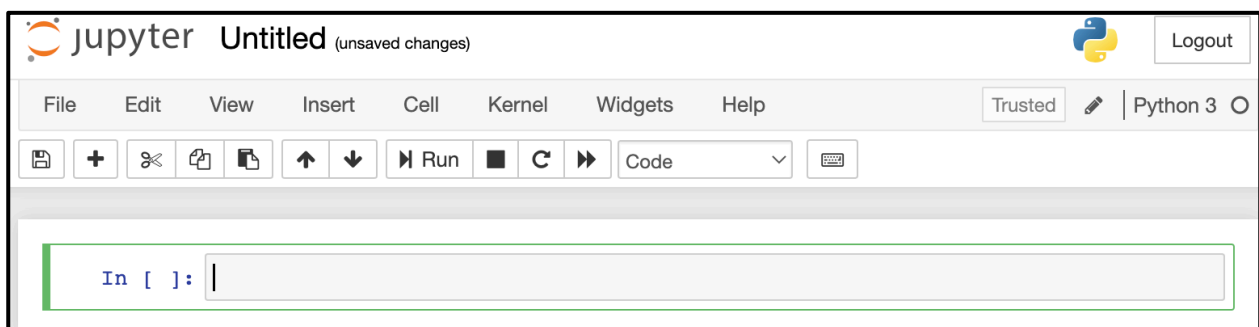 jupyter Untitled (unsaved changes) Logout
File Edit View Insert Cell Kernel Widgets Help Trusted Python 3
Run Code
In [ ]: